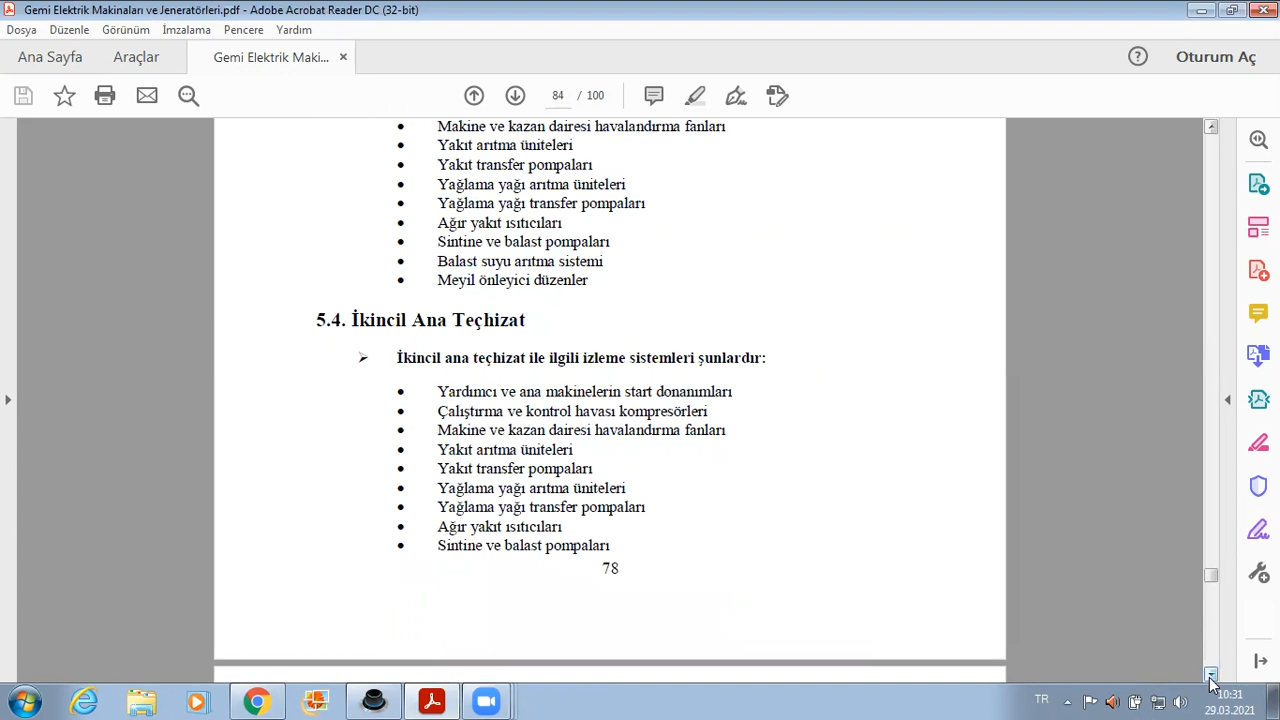 Gemi Elektrik Makinaları ve Jeneratörleri.pdf - Adobe Acrobat Reader DC (32-bit)
Dosya Düzenle Görünüm İmzalama Pencere Yardım
Ana Sayfa Araçlar Gemi Elektrik Maki... × Oturum Aç
84 / 100
• Makine ve kazan dairesi havalandırma fanları
• Yakıt arıtma üniteleri
• Yakıt transfer pompaları
• Yağlama yağı arıtma üniteleri
• Yağlama yağı transfer pompaları
• Ağır yakıt ısıtıcıları
• Sintine ve balast pompaları
• Balast suyu arıtma sistemi
• Meyil önleyici düzenler
5.4. İkincil Ana Teçhizat
➢ İkincil ana teçhizat ile ilgili izleme sistemleri şunlardır:
• Yardımcı ve ana makinelerin start donanımları
• Çalıştırma ve kontrol havası kompresörleri
• Makine ve kazan dairesi havalandırma fanları
• Yakıt arıtma üniteleri
• Yakıt transfer pompaları
• Yağlama yağı arıtma üniteleri
• Yağlama yağı transfer pompaları
• Ağır yakıt ısıtıcıları
• Sintine ve balast pompaları
78
TR
10:31
29.03.2021